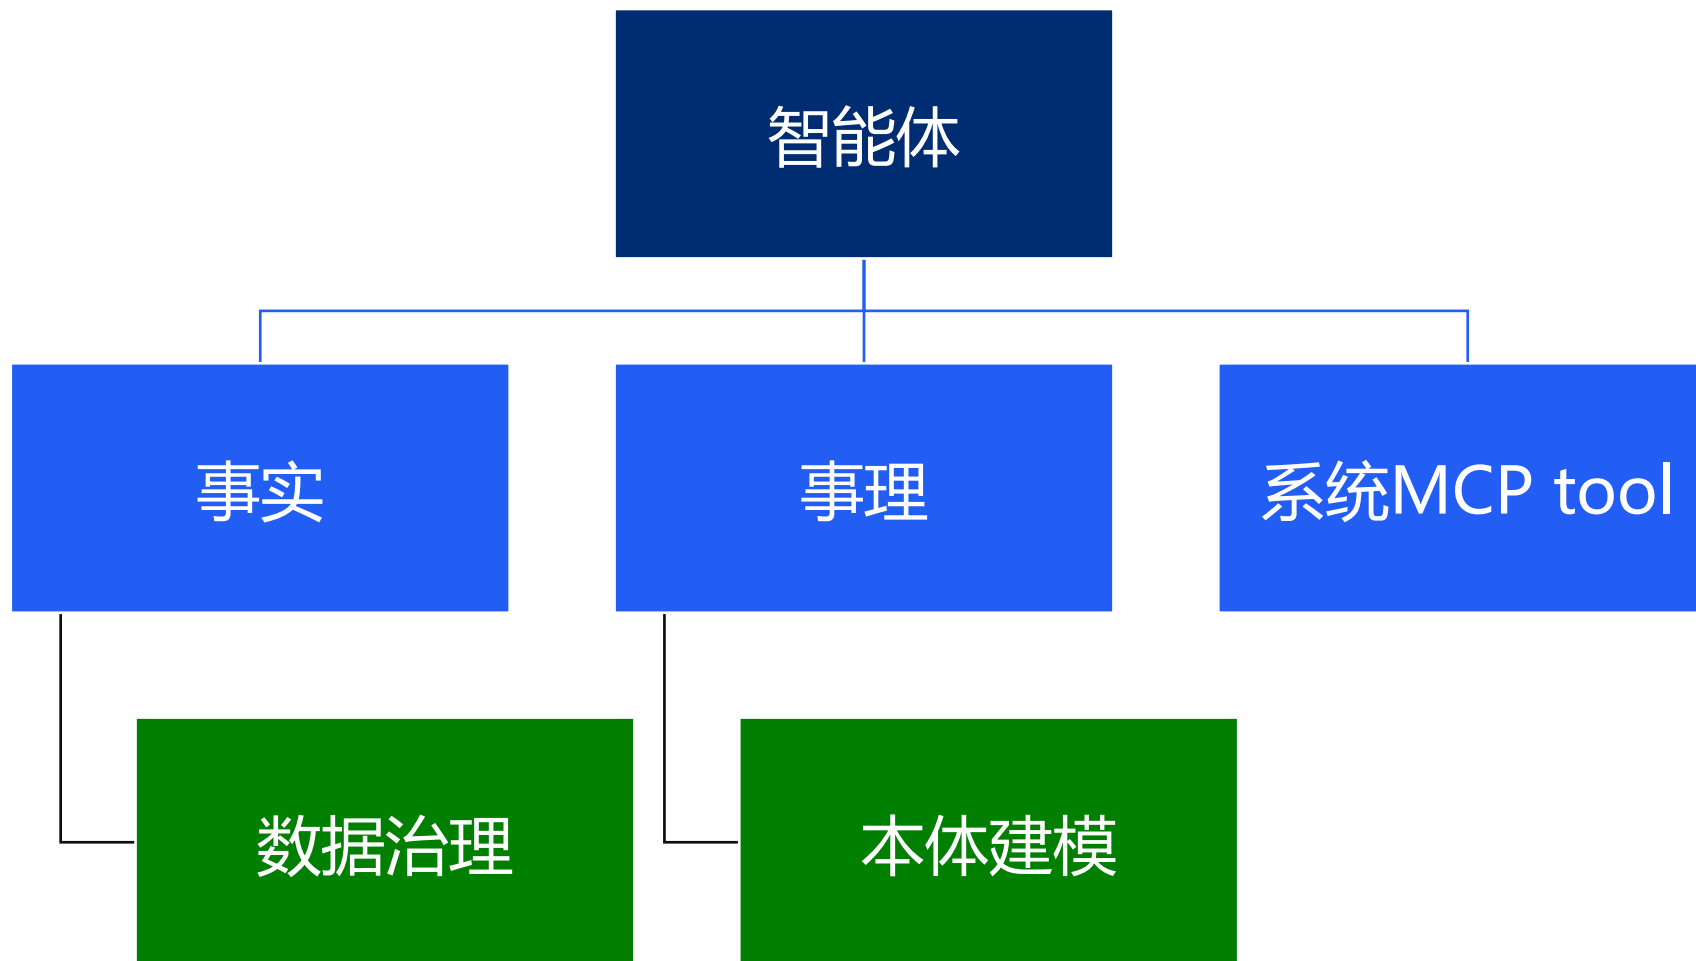 智能体
事实
事理
系统MCP tool
数据治理
本体建模